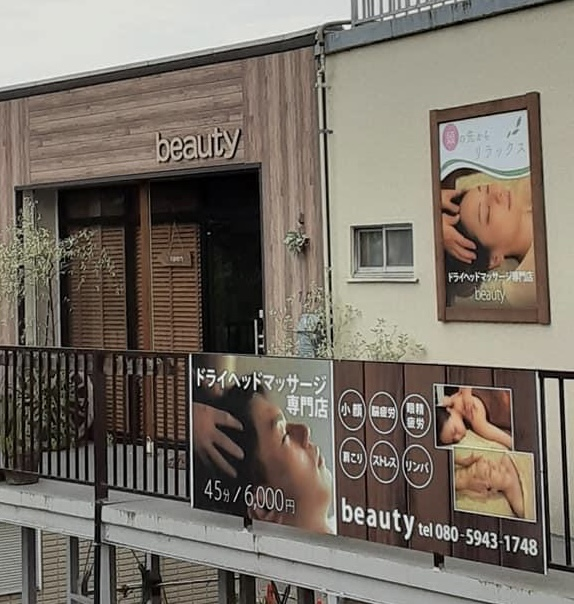 beauty
頭の先から
リラックス
ドライヘッドマッサージ専門店
beauty
ドライヘッドマッサージ
専門店
45分/6,000円
小顔
脳疲労
眼精疲労
肩こり
ストレス
リンパ
beauty tel 080-5943-1748